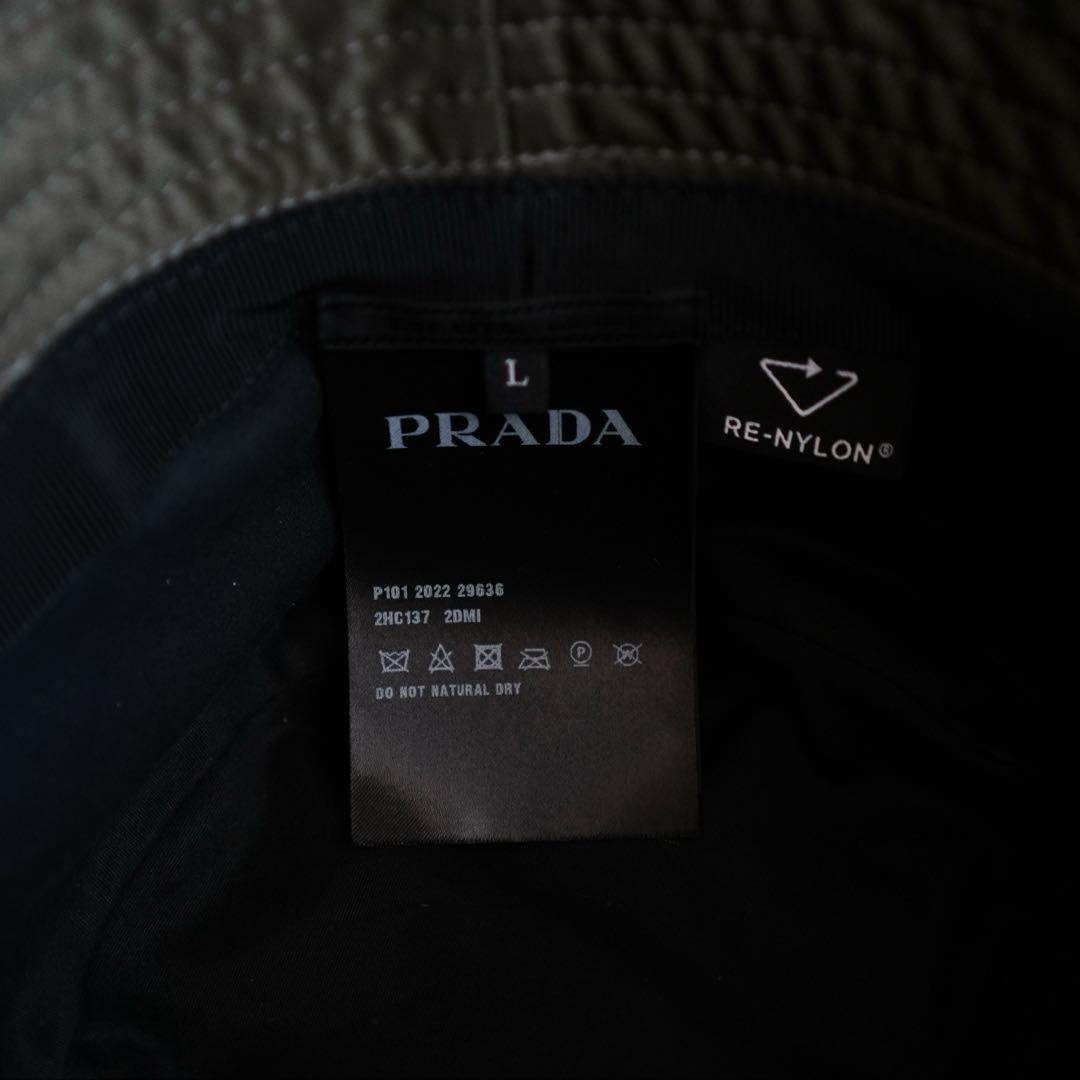 L
PRADA
RE-NYLON®
P101 2022 29636
2HC137 2DMI
P
W
DO NOT NATURAL DRY